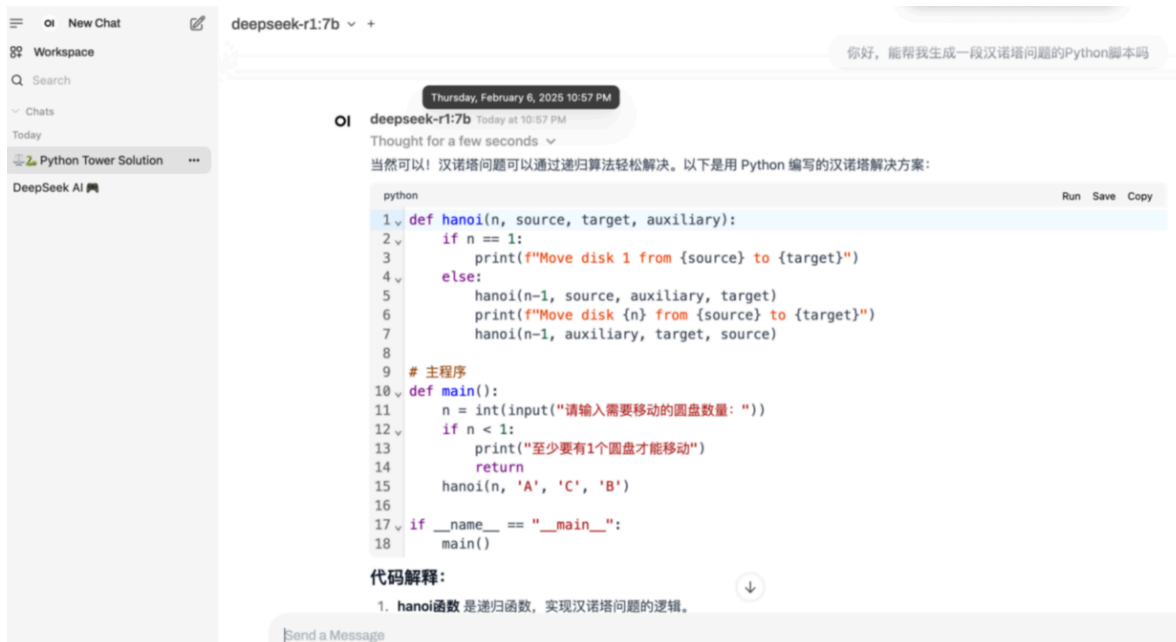 OI New Chat
Workspace
Search
Chats
Today
Python Tower Solution
DeepSeek AI
deepseek-r1:7b
你好，能帮我生成一段汉诺塔问题的Python脚本吗
Thursday, February 6, 2025 10:57 PM
OI deepseek-r1:7b Today at 10:57 PM
Thought for a few seconds
当然可以！汉诺塔问题可以通过递归算法轻松解决。以下是用 Python 编写的汉诺塔解决方案：
python Run Save Copy
1 def hanoi(n, source, target, auxiliary):
2     if n == 1:
3         print(f"Move disk 1 from {source} to {target}")
4     else:
5         hanoi(n-1, source, auxiliary, target)
6         print(f"Move disk {n} from {source} to {target}")
7         hanoi(n-1, auxiliary, target, source)
8
9 # 主程序
10 def main():
11     n = int(input("请输入需要移动的圆盘数量："))
12     if n < 1:
13         print("至少要有1个圆盘才能移动")
14         return
15     hanoi(n, 'A', 'C', 'B')
16
17 if __name__ == "__main__":
18     main()
代码解释：
1. hanoi函数 是递归函数，实现汉诺塔问题的逻辑。
Send a Message